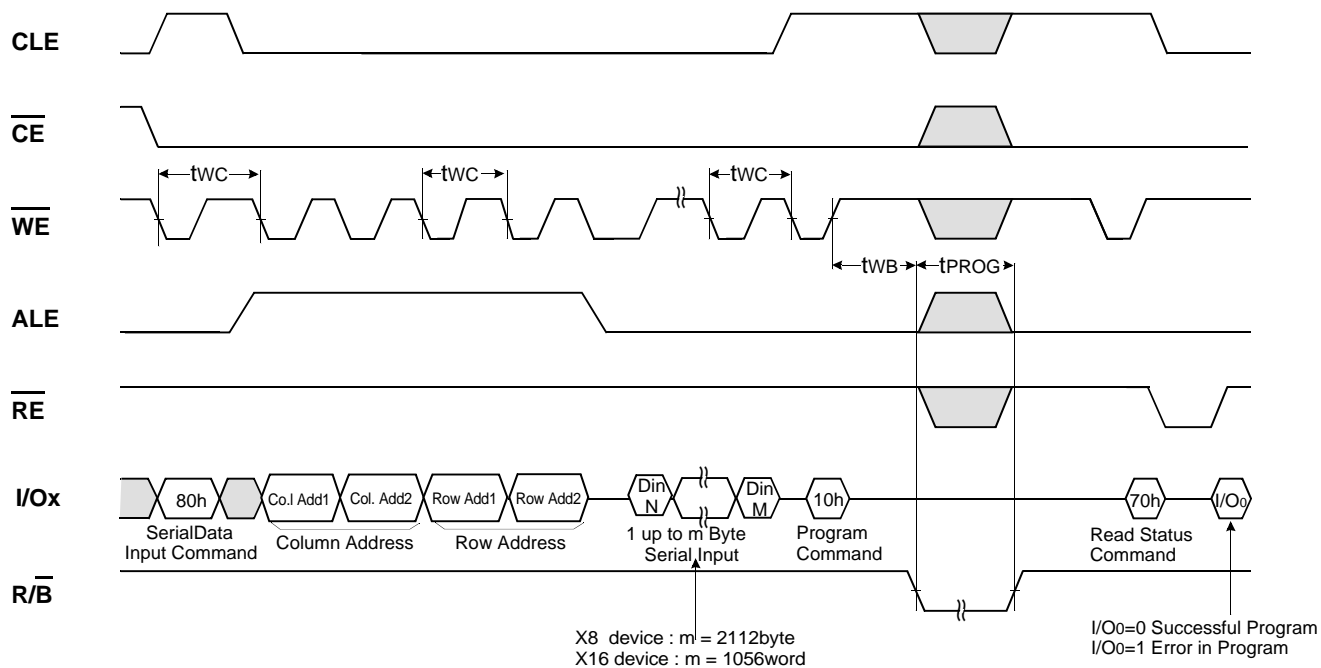 CLE
CE
tWC
tWC
tWC
WE
tWB
tPROG
ALE
RE
I/Ox
80h
Co.l Add1
Col. Add2
Row Add1
Row Add2
Din
N
Din
M
10h
70h
I/O0
SerialData
Input Command
Column Address
Row Address
1 up to m Byte
Serial Input
Program
Command
Read Status
Command
R/B
X8 device : m = 2112byte
X16 device : m = 1056word
I/O0=0 Successful Program
I/O0=1 Error in Program